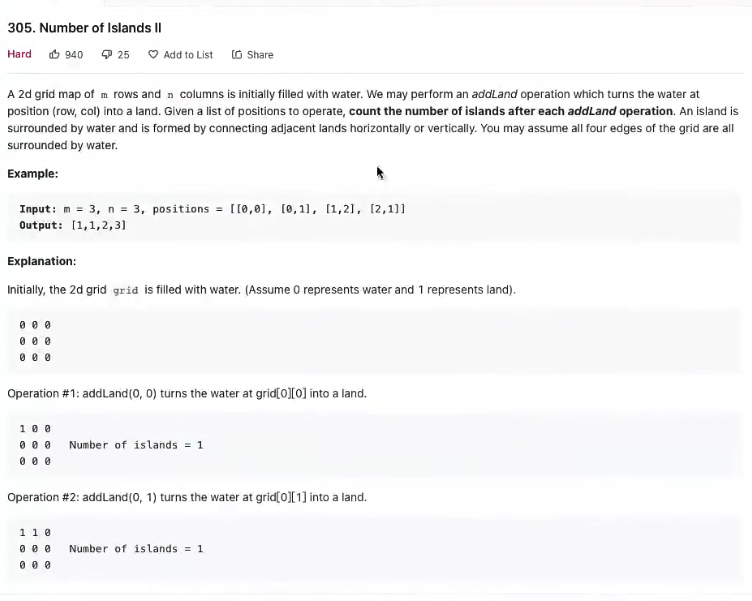 305. Number of Islands II
Hard 940 25 Add to List Share
A 2d grid map of m rows and n columns is initially filled with water. We may perform an addLand operation which turns the water at
position (row, col) into a land. Given a list of positions to operate, count the number of islands after each addLand operation. An island is
surrounded by water and is formed by connecting adjacent lands horizontally or vertically. You may assume all four edges of the grid are all
surrounded by water.
Example:
Input: m = 3, n = 3, positions = [[0,0], [0,1], [1,2], [2,1]]
Output: [1,1,2,3]
Explanation:
Initially, the 2d grid grid is filled with water. (Assume 0 represents water and 1 represents land).
0 0 0
0 0 0
0 0 0
Operation #1: addLand(0, 0) turns the water at grid[0][0] into a land.
1 0 0
0 0 0 Number of islands = 1
0 0 0
Operation #2: addLand(0, 1) turns the water at grid[0][1] into a land.
1 1 0
0 0 0 Number of islands = 1
0 0 0